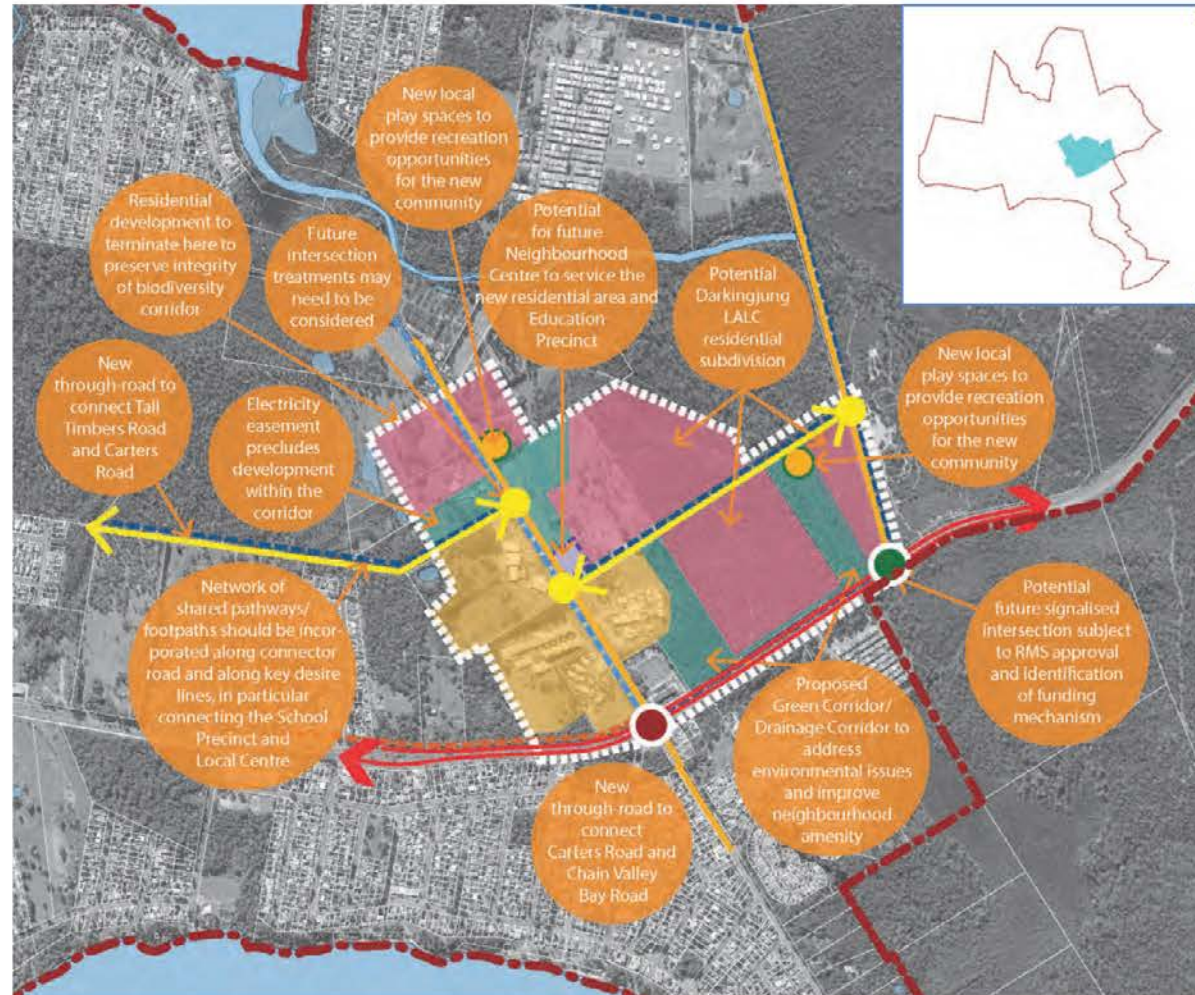 New local
play spaces to
provide recreation
opportunities
for the new
community
Residential
development to
terminate here to
preserve integrity
of biodiversity
corridor
Future
intersection
treatments may
need to be
considered
Potential
for future
Neighbourhood
Centre to service the
new residential area and
Education
Precinct
Potential
Darkingjung
LALC
residential
subdivision
New local
play spaces to
provide recreation
opportunities
for the new
community
New
through-road to
connect Tall
Timbers Road
and Carters
Road
Electricity
easement
precludes
development
within the
corridor
Network of
shared pathways/
footpaths should be incor-
porated along connector
road and along key desire
lines, in particular
connecting the School
Precinct and
Local Centre
New
through-road to
connect
Carters Road and
Chain Valley
Bay Road
Proposed
Green Corridor/
Drainage Corridor to
address
environmental issues
and improve
neighbourhood
amenity
Potential
future signalised
intersection subject
to RMS approval
and identification
of funding
mechanism